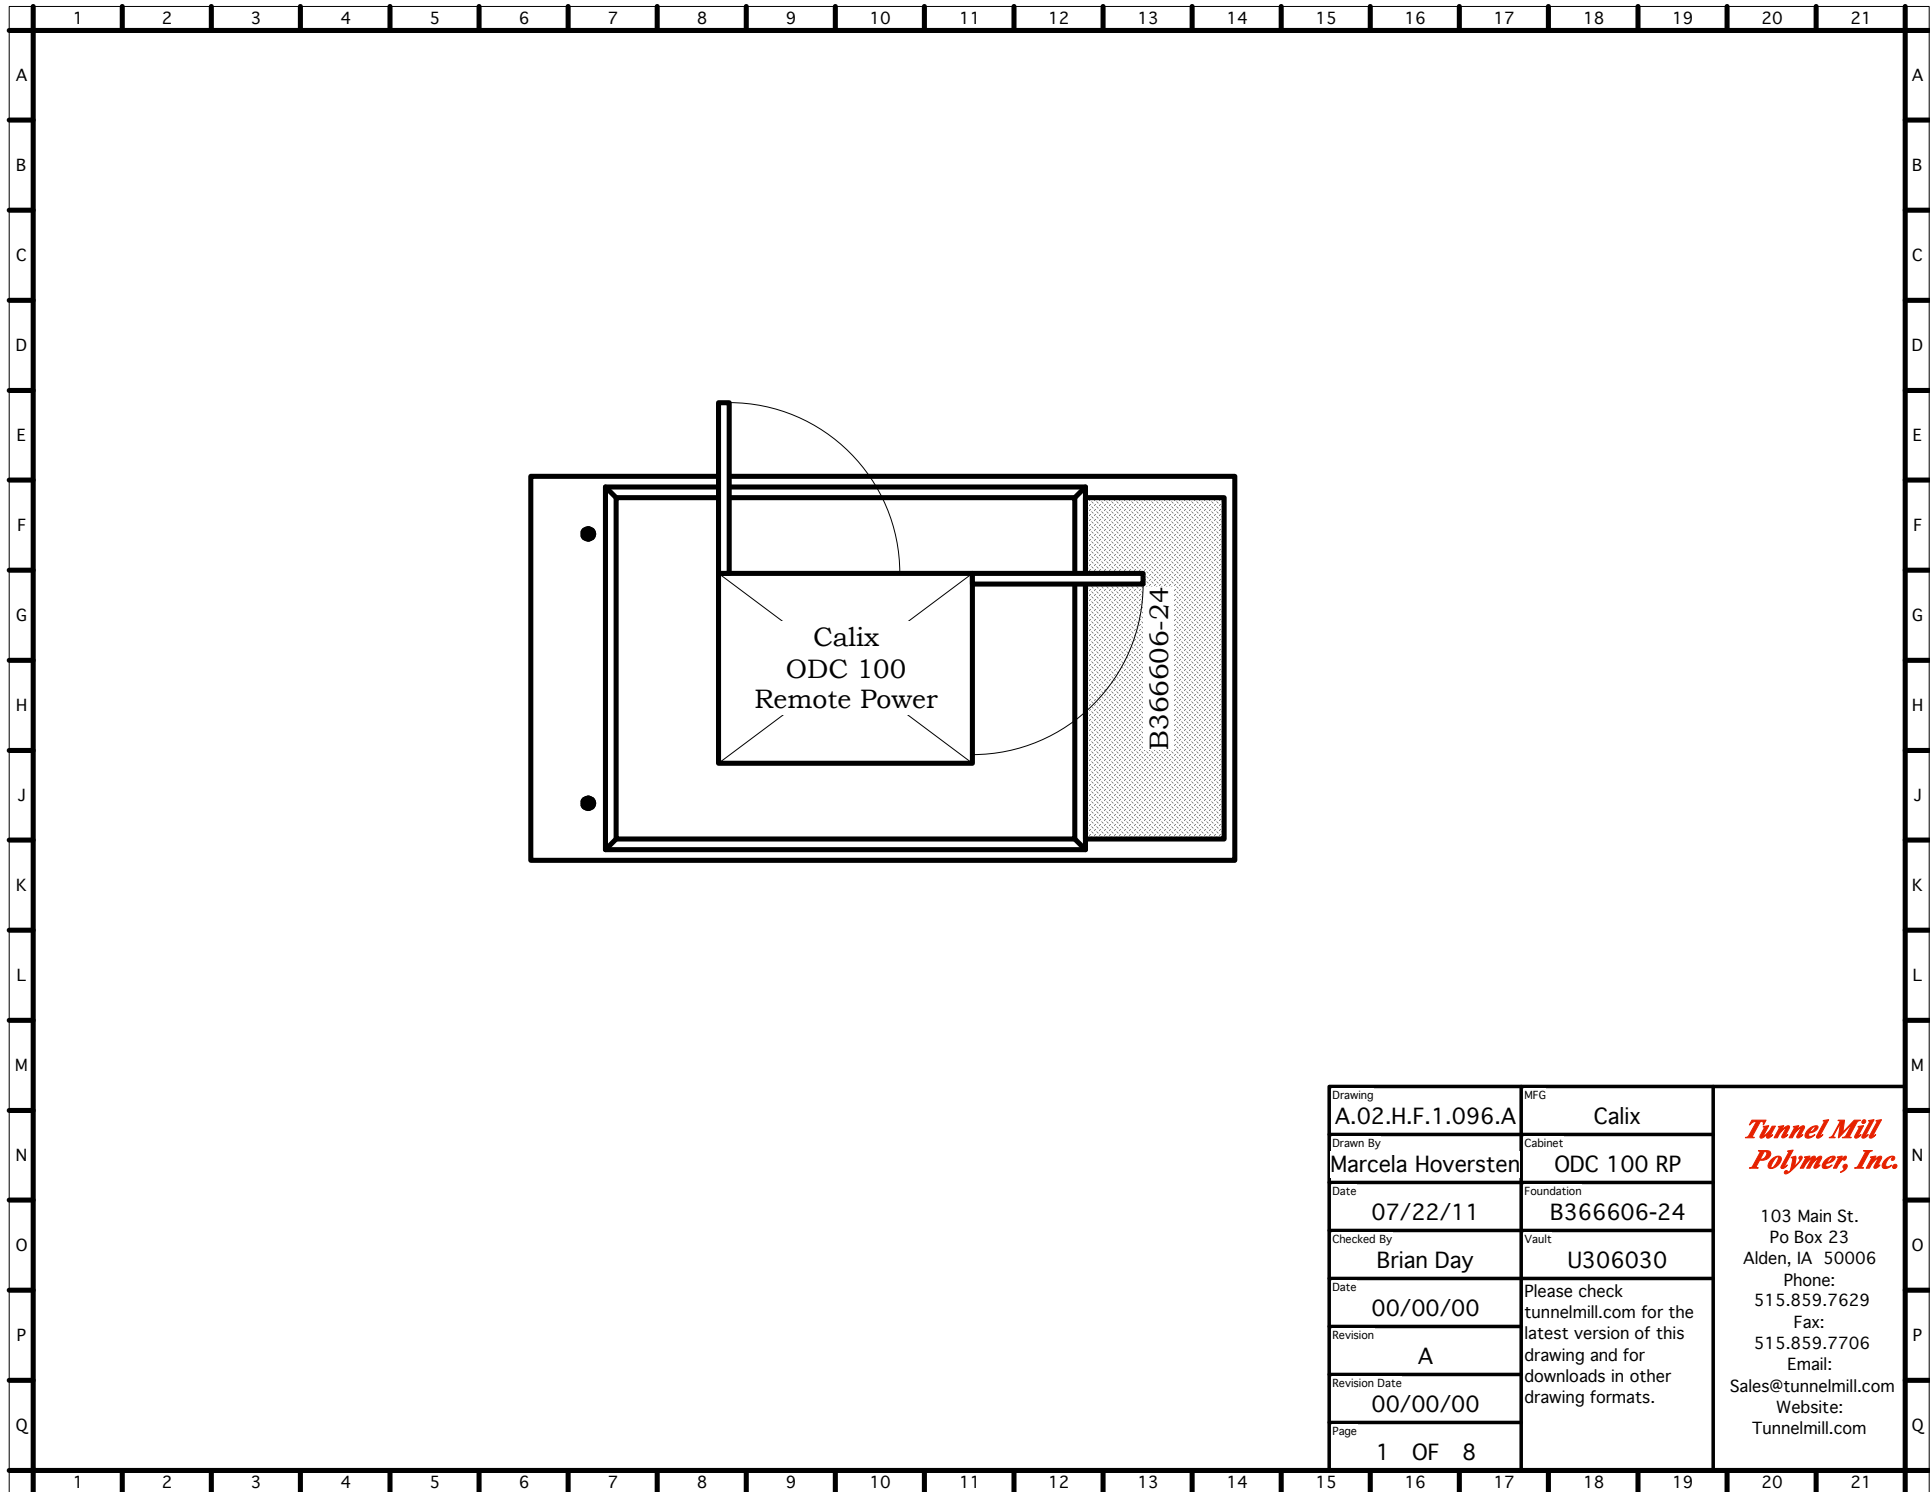 1 2 3 4 5 6 7 8 9 10 11 12 13 14 15 16 17 18 19 20 21
A A
B B
C C
D D
E E
F F
G G
H H
J J
K K
L L
M M
N N
O O
P P
Q Q
Calix
ODC 100
Remote Power
B366606-24
Drawing
A.02.H.F.1.096.A
MFG
Calix
Drawn By
Marcela Hoversten
Cabinet
ODC 100 RP
Date
07/22/11
Foundation
B366606-24
Checked By
Brian Day
Vault
U306030
Date
00/00/00
Revision
A
Revision Date
00/00/00
Page
1 OF 8
Please check
tunnelmill.com for the
latest version of this
drawing and for
downloads in other
drawing formats.
Tunnel Mill
Polymer, Inc.
103 Main St.
Po Box 23
Alden, IA 50006
Phone:
515.859.7629
Fax:
515.859.7706
Email:
Sales@tunnelmill.com
Website:
Tunnelmill.com
1 2 3 4 5 6 7 8 9 10 11 12 13 14 15 16 17 18 19 20 21